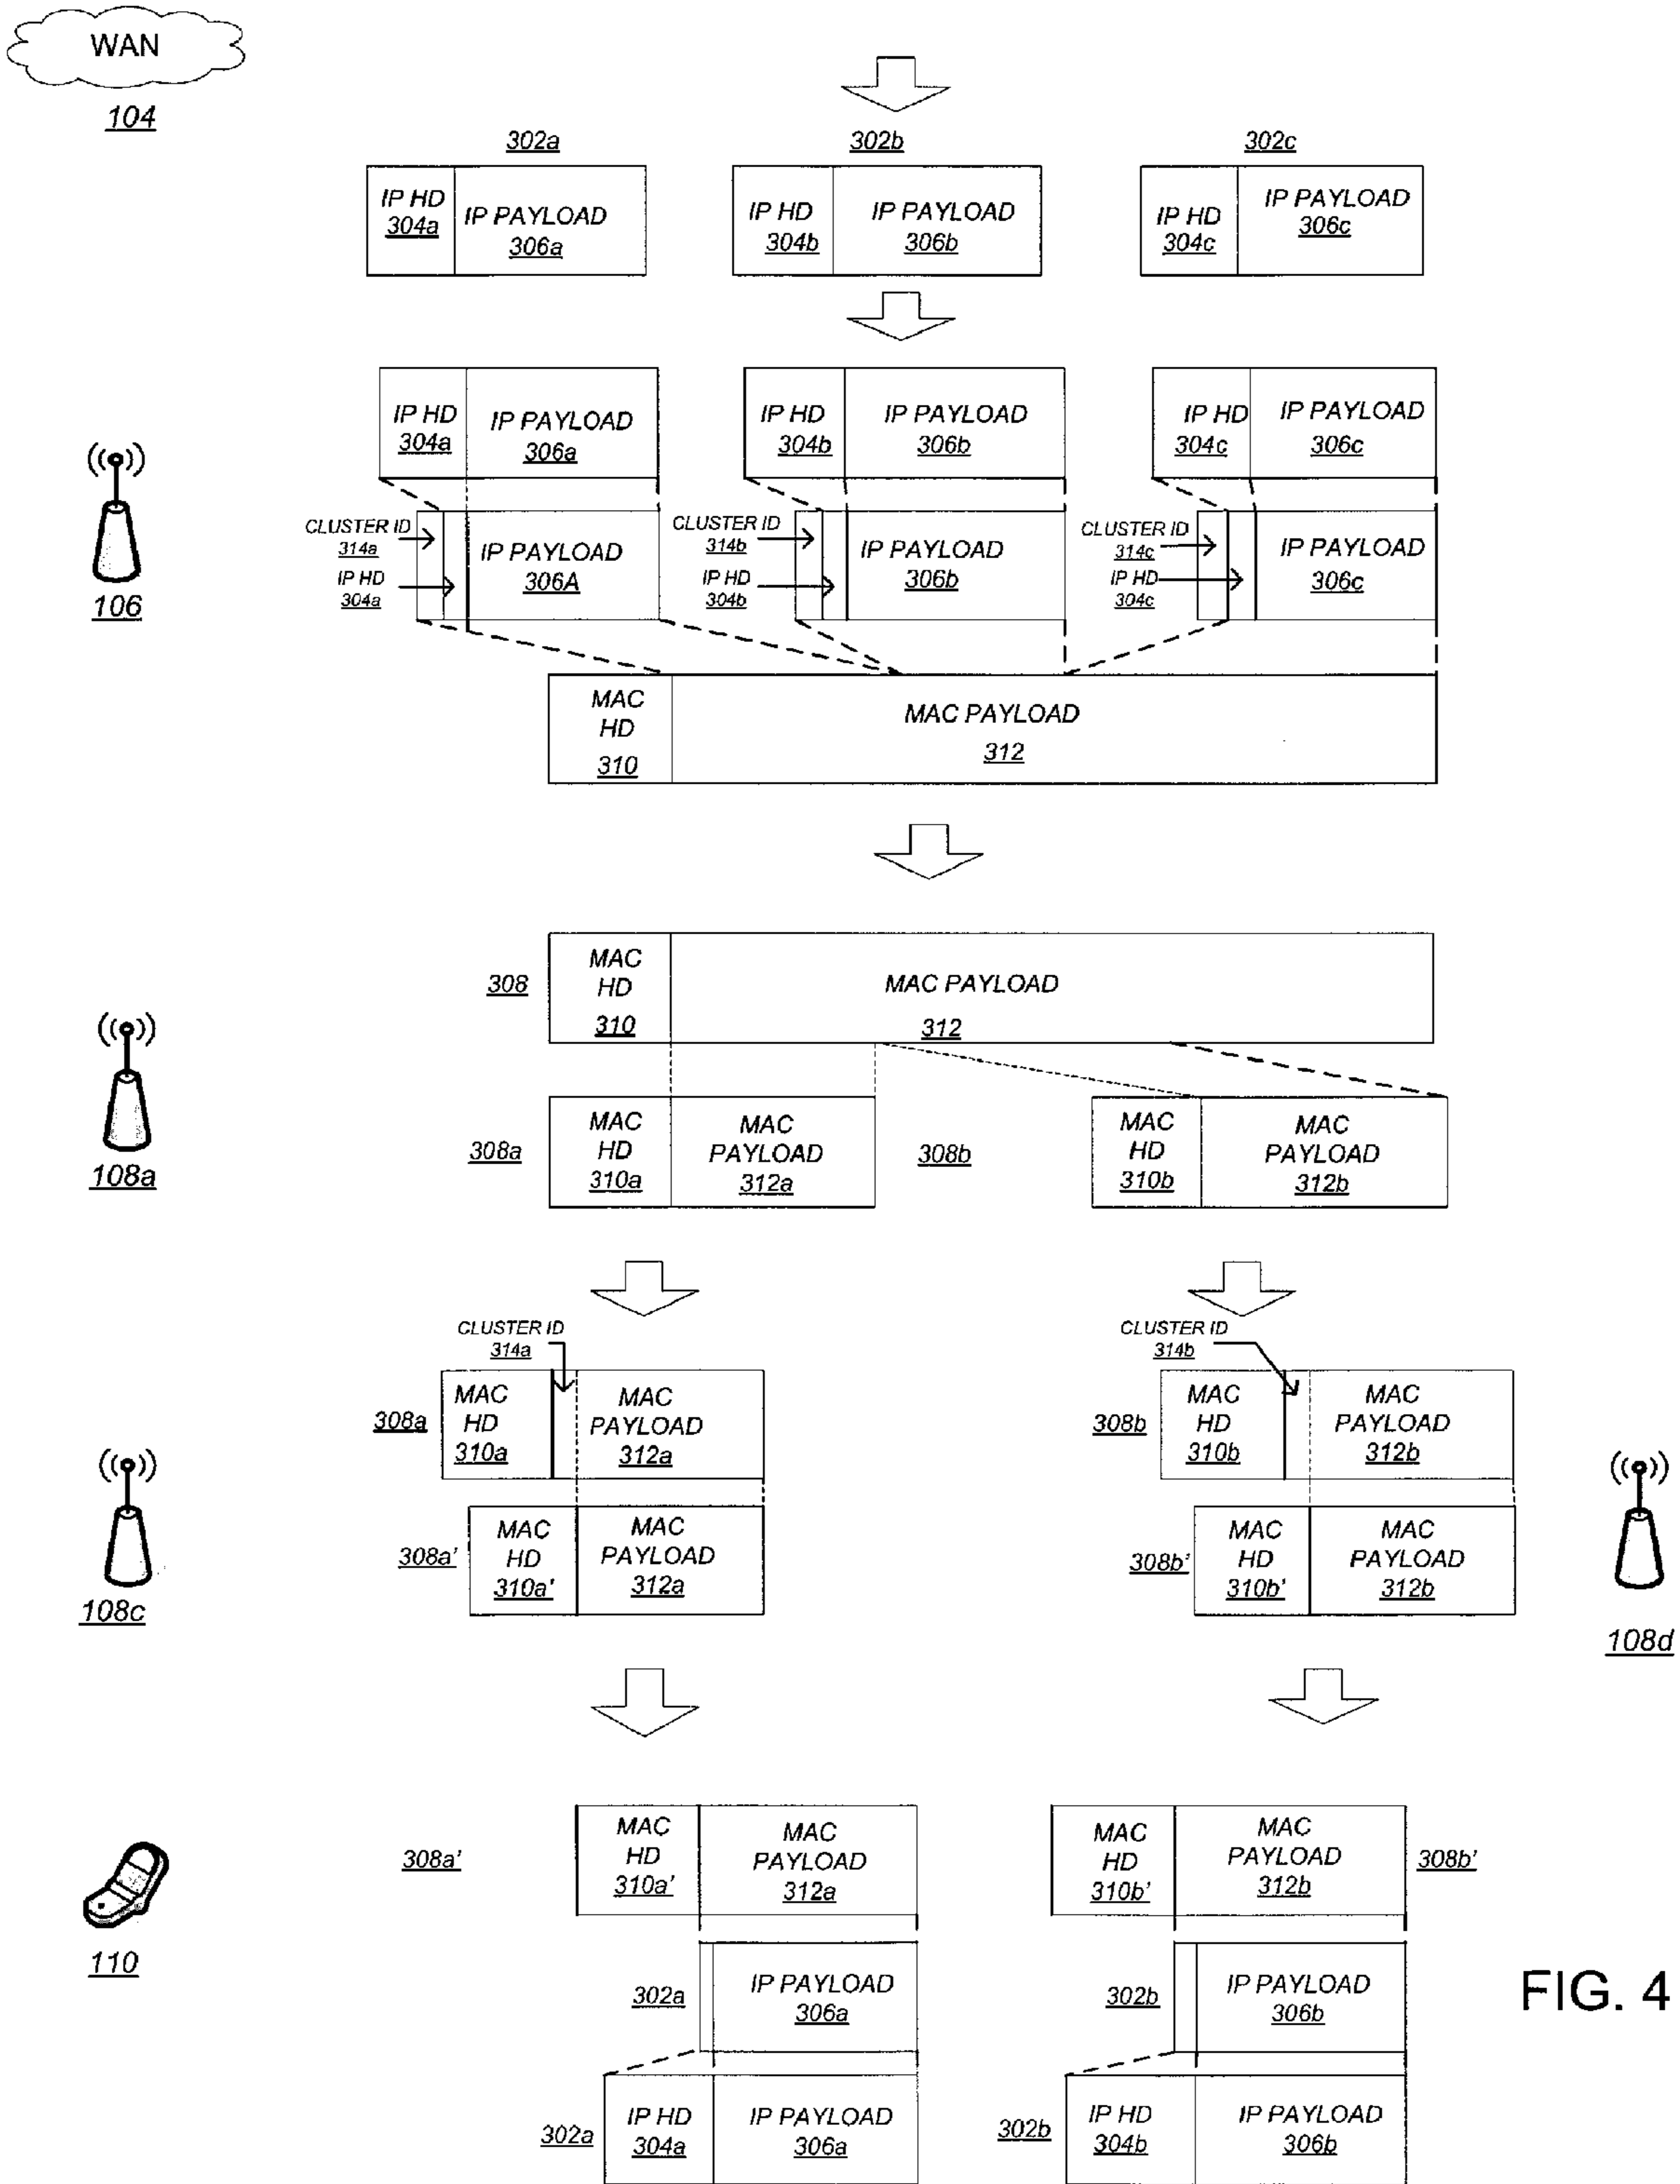 WAN
104
302a
302b
302c
IP HD
304a
IP PAYLOAD
306a
IP HD
304b
IP PAYLOAD
306b
IP HD
304c
IP PAYLOAD
306c
IP HD
304a
IP PAYLOAD
306a
IP HD
304b
IP PAYLOAD
306b
IP HD
304c
IP PAYLOAD
306c
106
CLUSTER ID
314a
IP HD
304a
IP PAYLOAD
306A
CLUSTER ID
314b
IP HD
304b
IP PAYLOAD
306b
CLUSTER ID
314c
IP HD
304c
IP PAYLOAD
306c
MAC
HD
310
MAC PAYLOAD
312
308
MAC
HD
310
MAC PAYLOAD
312
108a
308a
MAC
HD
310a
MAC
PAYLOAD
312a
308b
MAC
HD
310b
MAC
PAYLOAD
312b
CLUSTER ID
314a
308a
MAC
HD
310a
MAC
PAYLOAD
312a
CLUSTER ID
314b
308b
MAC
HD
310b
MAC
PAYLOAD
312b
108c
308a'
MAC
HD
310a'
MAC
PAYLOAD
312a
308b'
MAC
HD
310b'
MAC
PAYLOAD
312b
108d
308a'
MAC
HD
310a'
MAC
PAYLOAD
312a
MAC
HD
310b'
MAC
PAYLOAD
312b
308b'
110
302a
IP PAYLOAD
306a
302b
IP PAYLOAD
306b
302a
IP HD
304a
IP PAYLOAD
306a
302b
IP HD
304b
IP PAYLOAD
306b
FIG. 4